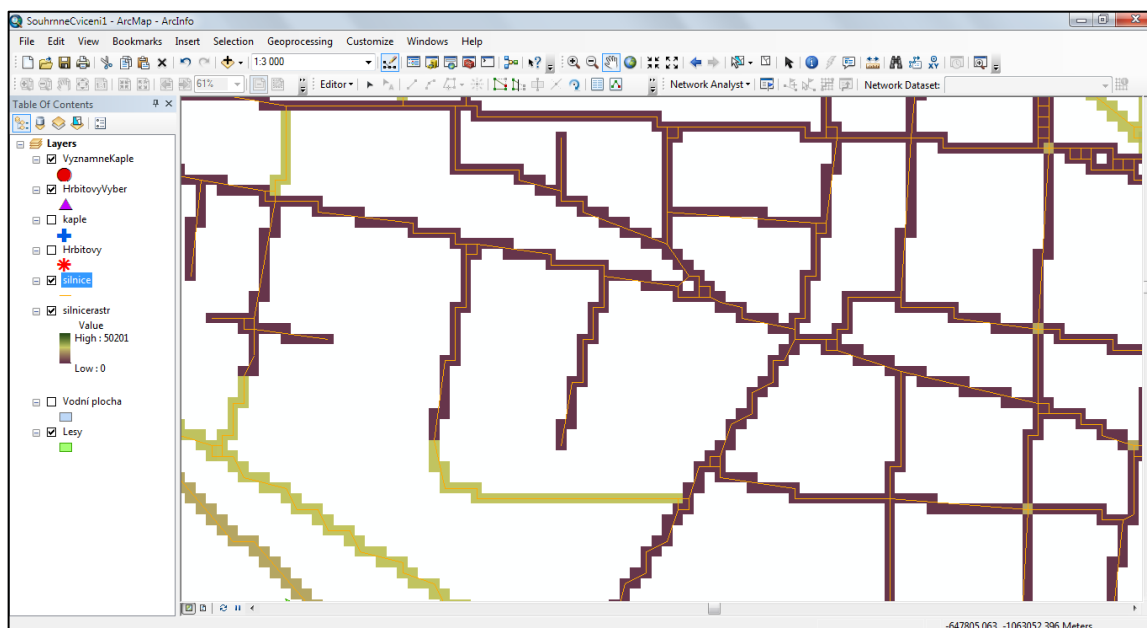 SouhrnneCviceni1 - ArcMap - ArcInfo
File Edit View Bookmarks Insert Selection Geoprocessing Customize Windows Help
1:3 000
61% Editor Network Analyst Network Dataset:
Table Of Contents
Layers
VyznamneKaple
HrbitovyVyber
kaple
Hrbitovy
silnice
silnicerastr
Value
High : 50201
Low : 0
Vodní plocha
Lesy
-647805,063 -1063052,396 Meters